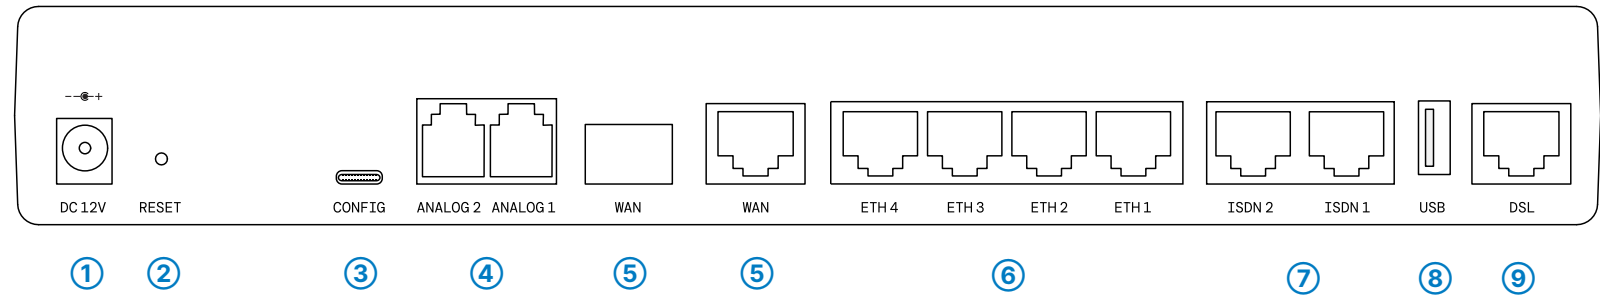 DC 12V RESET CONFIG ANALOG 2 ANALOG 1 WAN WAN ETH 4 ETH 3 ETH 2 ETH 1 ISDN 2 ISDN 1 USB DSL
① ② ③ ④ ⑤ ⑤ ⑥ ⑦ ⑧ ⑨